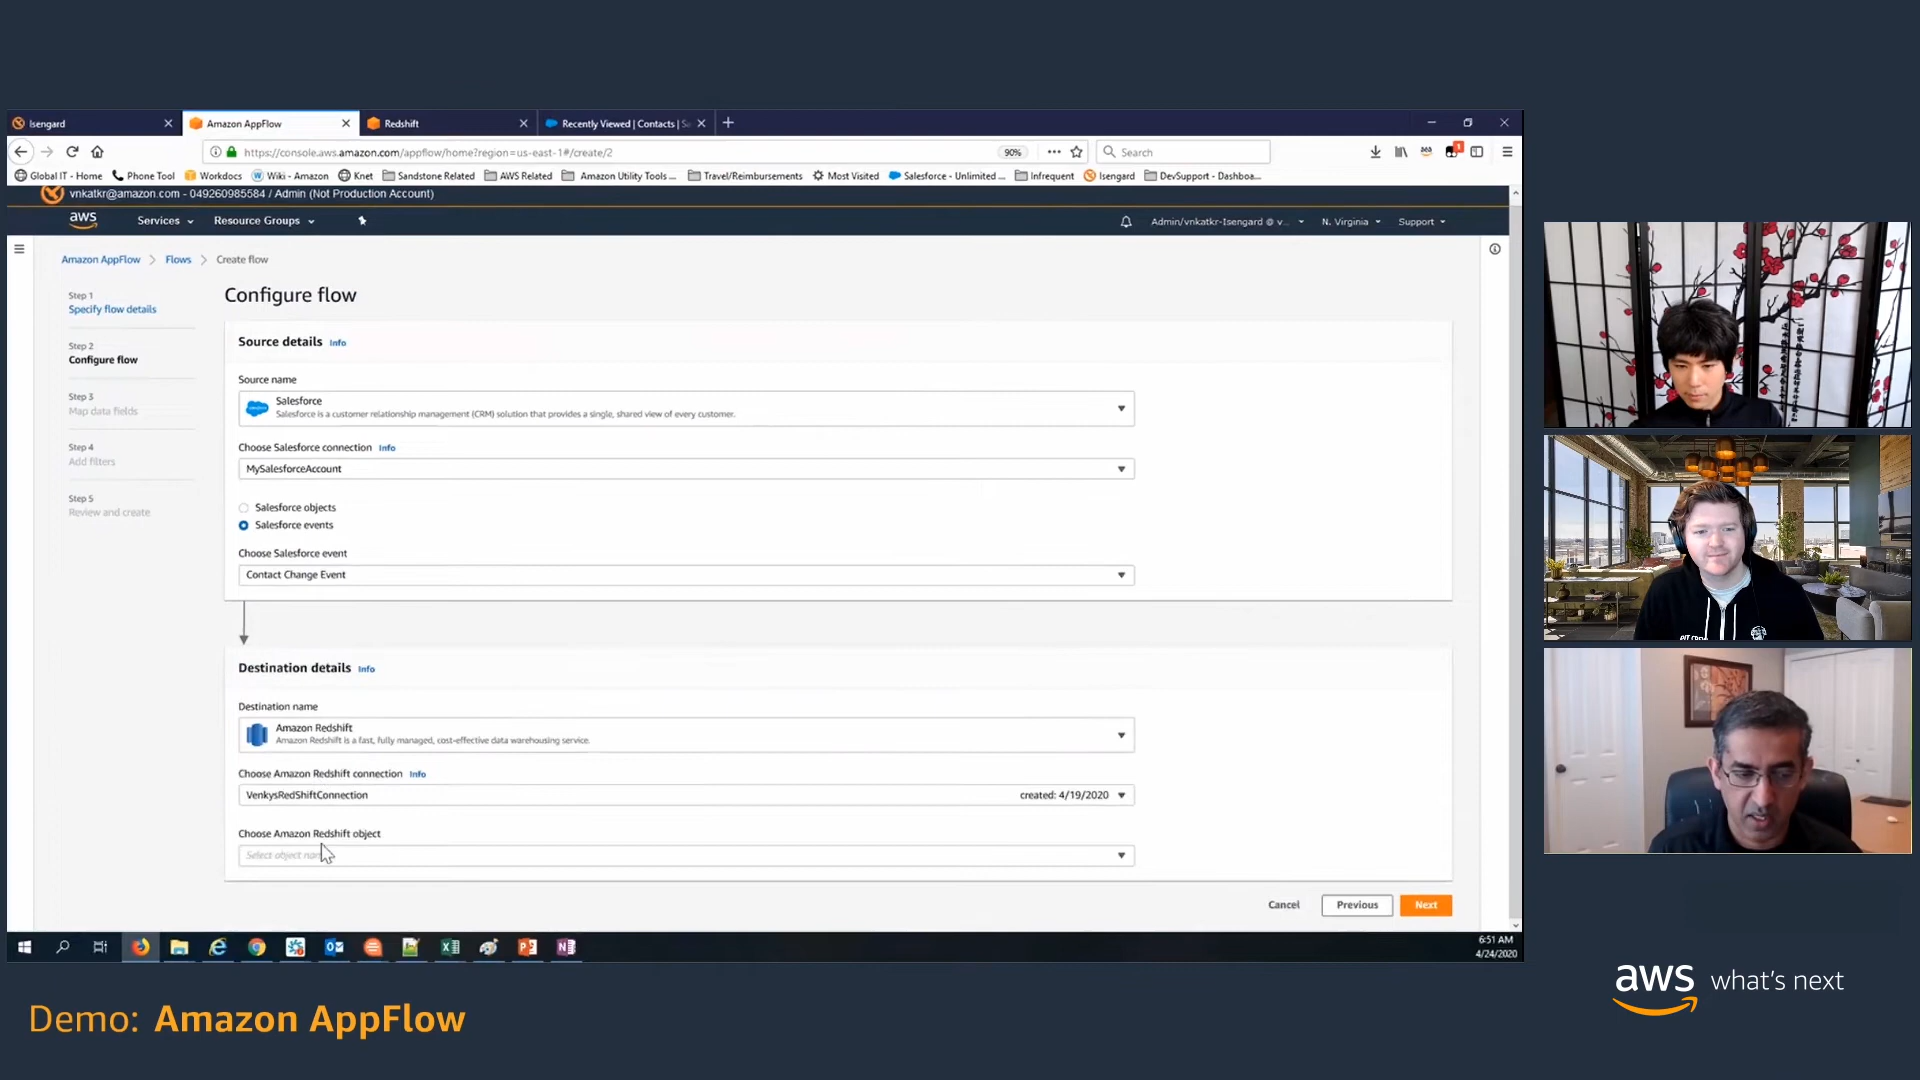 Isengard
Amazon AppFlow
Redshift
Recently Viewed | Contacts | Sa
https://console.aws.amazon.com/appflow/home?region=us-east-1#/create/2
90%
Search
Global IT - Home
Phone Tool
Workdocs
Wiki - Amazon
Knet
Sandstone Related
AWS Related
Amazon Utility Tools ...
Travel/Reimbursements
Most Visited
Salesforce - Unlimited ...
Infrequent
Isengard
DevSupport - Dashboa...
vnkatkr@amazon.com - 049260985584 / Admin (Not Production Account)
aws
Services
Resource Groups
Admin/vnkatkr-Isengard @ v...
N. Virginia
Support
Amazon AppFlow
Flows
Create flow
Step 1
Specify flow details
Step 2
Configure flow
Step 3
Map data fields
Step 4
Add filters
Step 5
Review and create
Configure flow
Source details Info
Source name
Salesforce
Salesforce is a customer relationship management (CRM) solution that provides a single, shared view of every customer.
Choose Salesforce connection Info
MySalesforceAccount
Salesforce objects
Salesforce events
Choose Salesforce event
Contact Change Event
Destination details Info
Destination name
Amazon Redshift
Amazon Redshift is a fast, fully managed, cost-effective data warehousing service.
Choose Amazon Redshift connection Info
VenkysRedShiftConnection
created: 4/19/2020
Choose Amazon Redshift object
Select object name
Cancel
Previous
Next
6:51 AM
4/24/2020
Demo: Amazon AppFlow
aws what's next